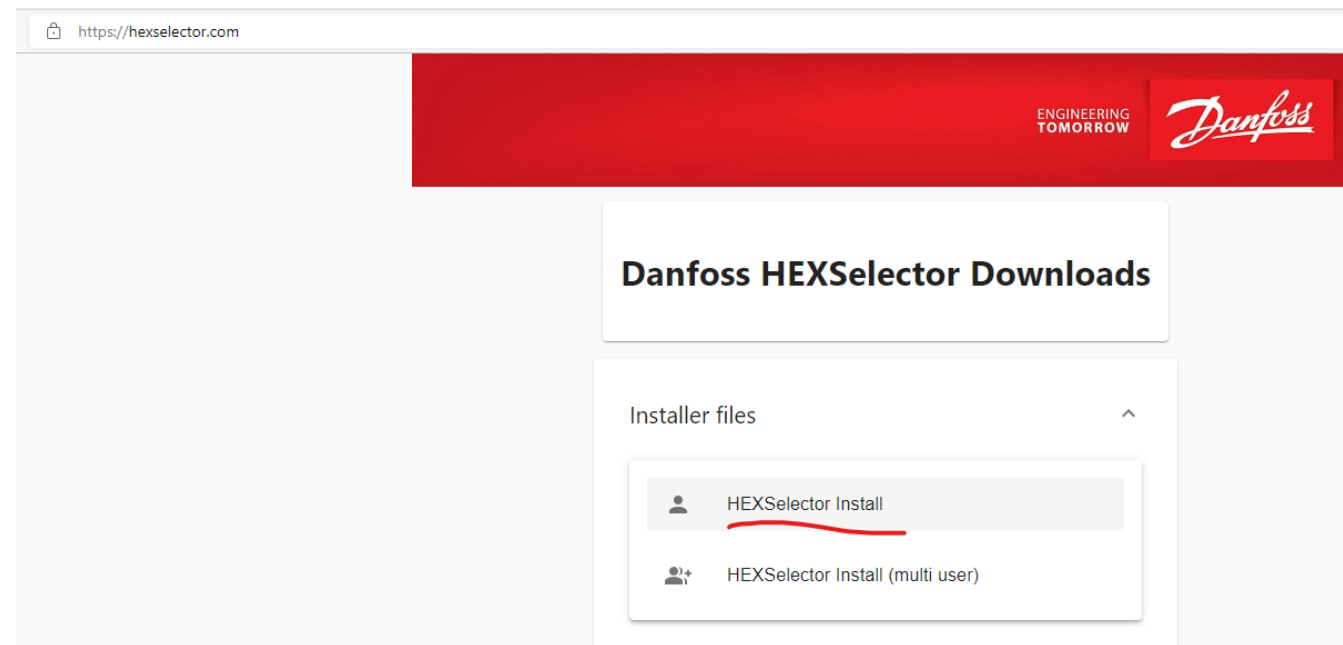 https://hexselector.com
ENGINEERING
TOMORROW
Danfoss
Danfoss HEXSelector Downloads
Installer files
HEXSelector Install
HEXSelector Install (multi user)